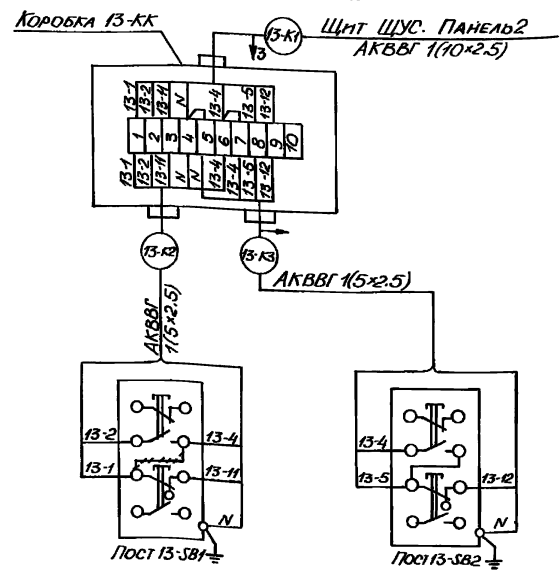 Коробка 13-КК
13-К1
Щит ЩУС. Панель 2
АКВВГ 1(10×2.5)
3
13-1
13-2
13-11
N
13-4
13-5
13-12
1 2 3 4 5 6 7 8 9 10
13-1
13-2
13-11
N
N
13-4
13-4
13-5
13-12
13-К2
13-К3
АКВВГ 1(5×2.5)
АКВВГ
1(5×2.5)
13-2
13-4
13-1
13-11
N
Пост 13-SB1
13-4
13-5
13-12
N
Пост 13-SB2